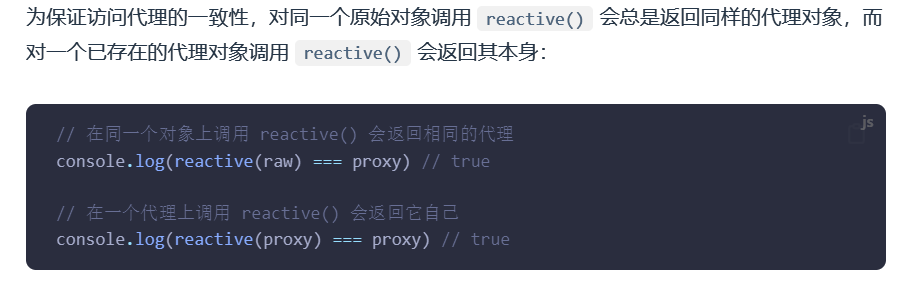 为保证访问代理的一致性，对同一个原始对象调用 reactive() 会总是返回同样的代理对象，而
对一个已存在的代理对象调用 reactive() 会返回其本身：
js
// 在同一个对象上调用 reactive() 会返回相同的代理
console.log(reactive(raw) === proxy) // true
// 在一个代理上调用 reactive() 会返回它自己
console.log(reactive(proxy) === proxy) // true